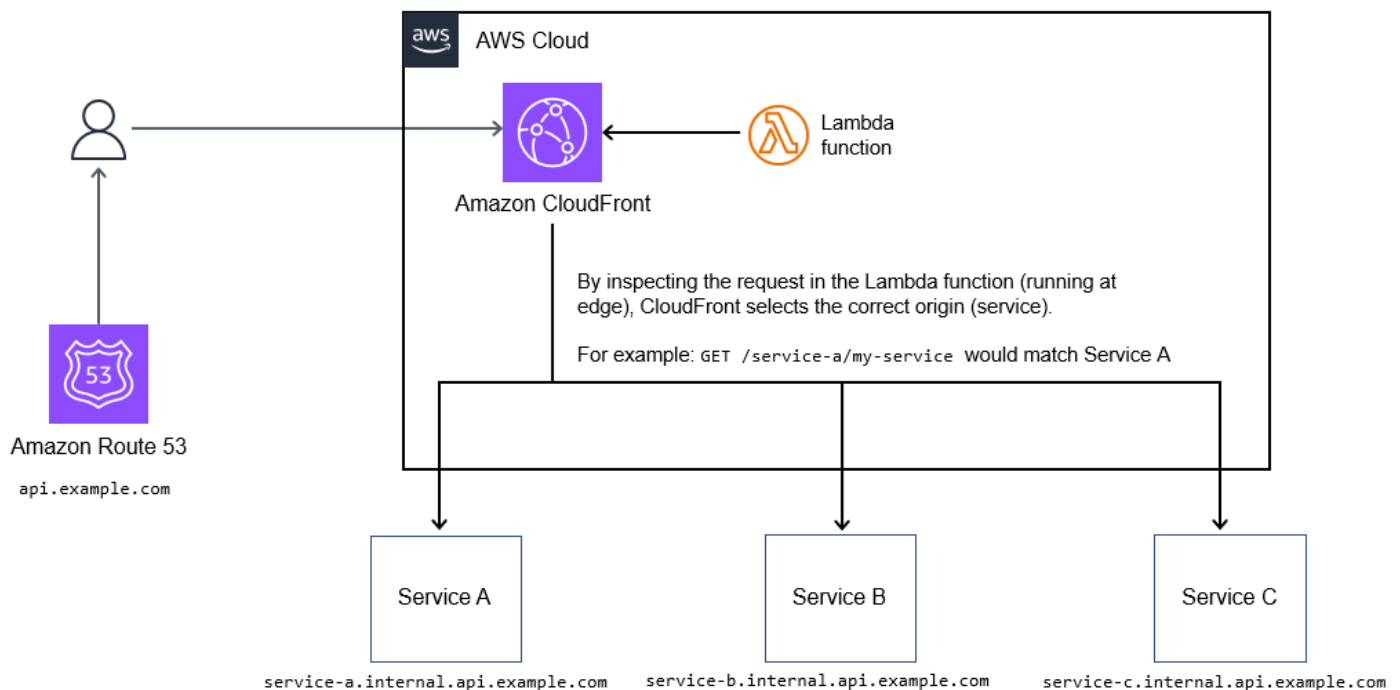 aws
AWS Cloud
Lambda
function
Amazon CloudFront
By inspecting the request in the Lambda function (running at
edge), CloudFront selects the correct origin (service).
For example: GET /service-a/my-service would match Service A
53
Amazon Route 53
api.example.com
Service A
Service B
Service C
service-a.internal.api.example.com
service-b.internal.api.example.com
service-c.internal.api.example.com